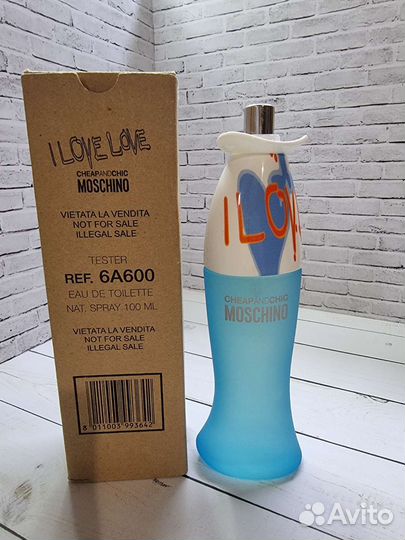 I LOVE LOVE
CHEAPANDCHIC
MOSCHINO
VIETATA LA VENDITA
NOT FOR SALE
ILLEGAL SALE
TESTER
REF. 6A600
EAU DE TOILETTE
NAT. SPRAY 100 ML
VIETATA LA VENDITA
NOT FOR SALE
ILLEGAL SALE
8 011003 993642
I LOV
CHEAPANDCHIC
MOSCHINO
Avito